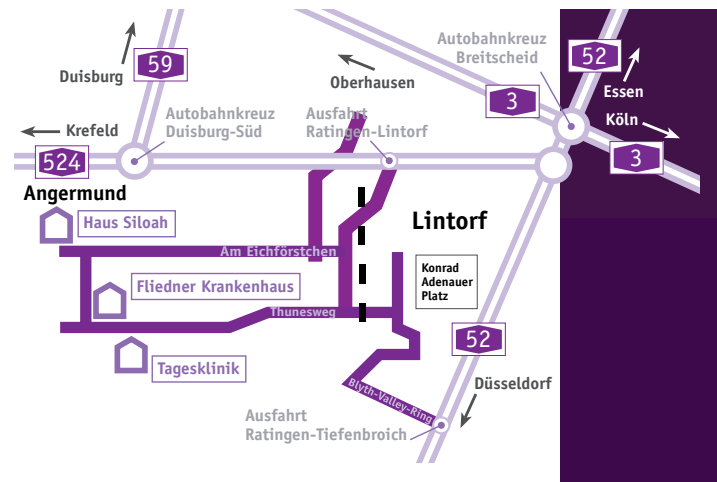 Autobahnkreuz
Breitscheid
59
52
Duisburg
Oberhausen
Essen
3
Köln
Autobahnkreuz
Duisburg-Süd
Ausfahrt
Ratingen-Lintorf
Krefeld
524
3
Angermund
Haus Siloah
Lintorf
Am Eichförstchen
Konrad
Adenauer
Platz
Fliedner Krankenhaus
Thunesweg
52
Tagesklinik
Düsseldorf
Blyth-Valley-Ring
Ausfahrt
Ratingen-Tiefenbroich